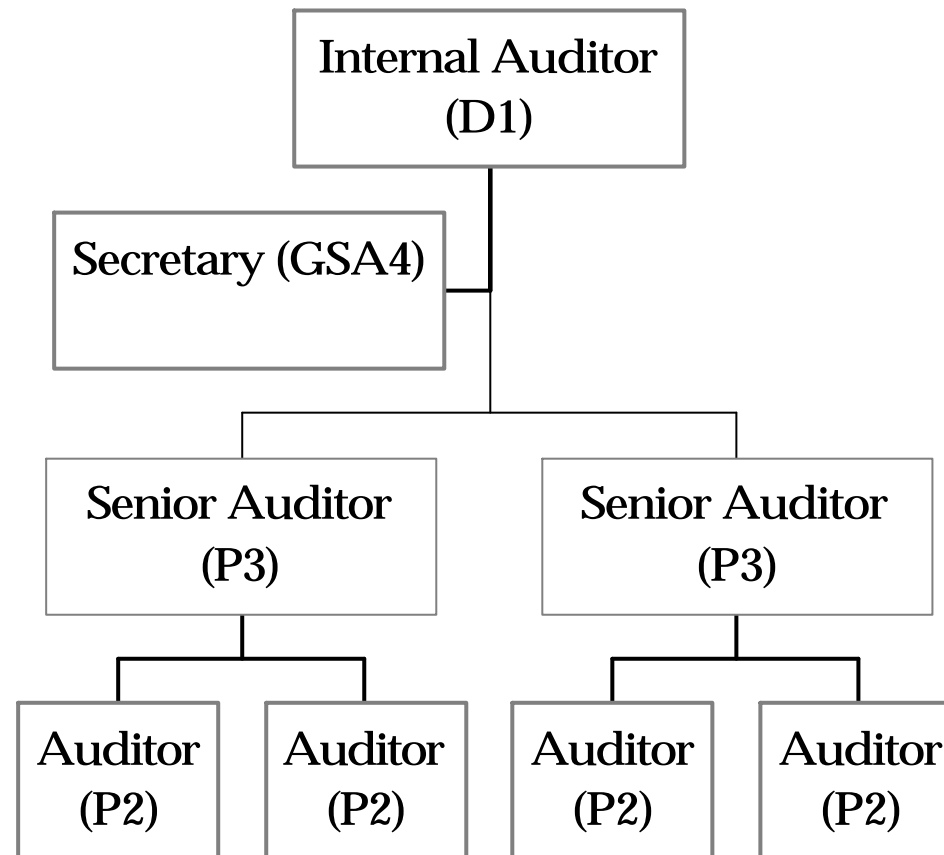 Internal Auditor
(D1)
Secretary (GSA4)
Senior Auditor
(P3)
Senior Auditor
(P3)
Auditor
(P2)
Auditor
(P2)
Auditor
(P2)
Auditor
(P2)